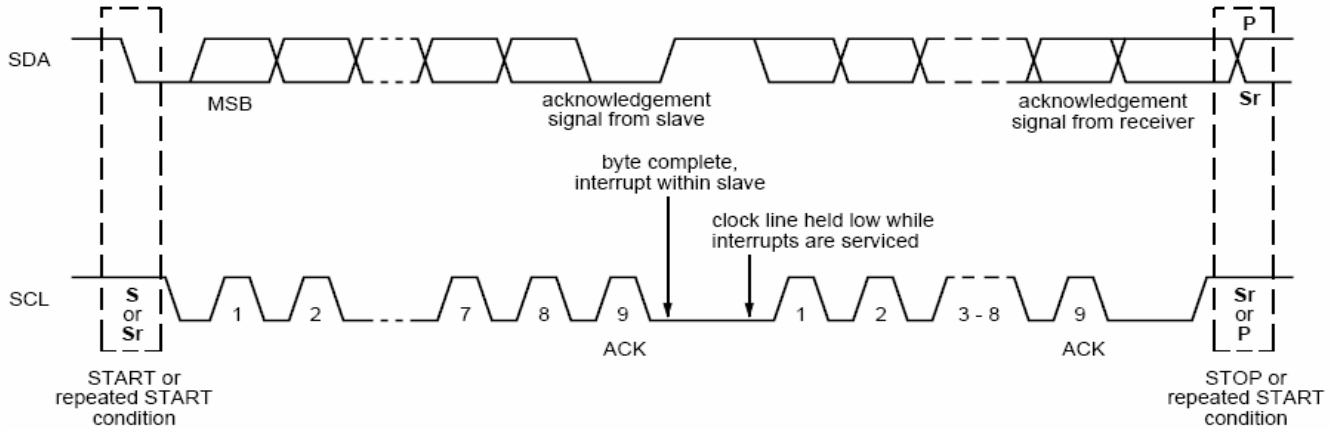 P
SDA
MSB
acknowledgement
signal from slave
acknowledgement
signal from receiver
Sr
byte complete,
interrupt within slave
clock line held low while
interrupts are serviced
SCL
S
or
Sr
1
2
7
8
9
1
2
3 - 8
9
Sr
or
P
ACK
ACK
START or
repeated START
condition
STOP or
repeated START
condition